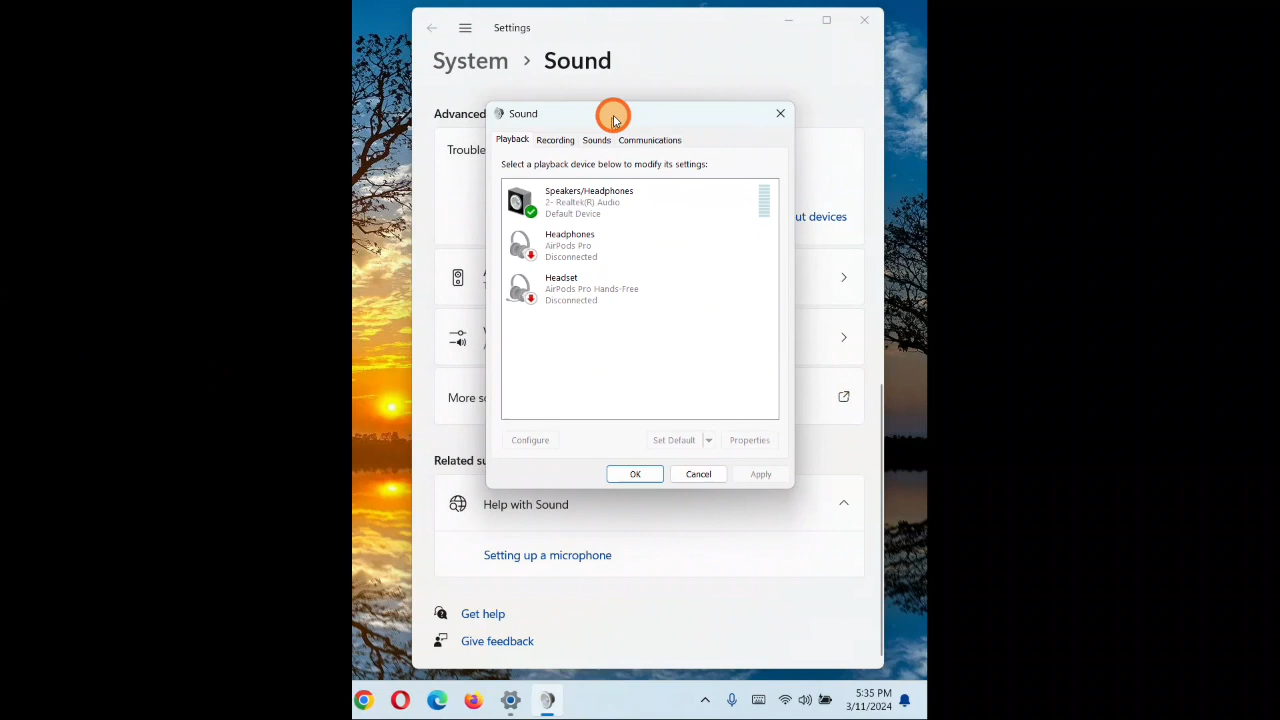 Settings
System > Sound
Advanced
Sound
Playback Recording Sounds Communications
Trouble
Select a playback device below to modify its settings:
Speakers/Headphones
2- Realtek(R) Audio
Default Device
ut devices
Headphones
AirPods Pro
Disconnected
Headset
AirPods Pro Hands-Free
Disconnected
More so
Configure Set Default Properties
Related su
OK Cancel Apply
Help with Sound
Setting up a microphone
Get help
Give feedback
5:35 PM
3/11/2024